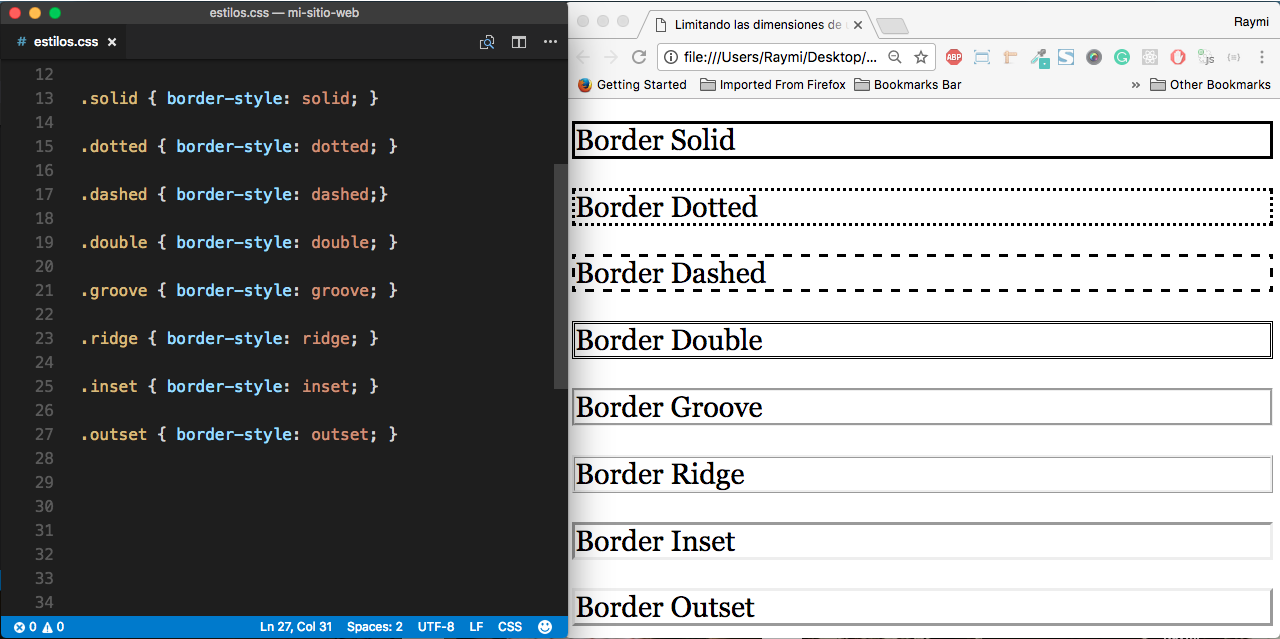 estilos.css — mi-sitio-web
# estilos.css ×
12
13 .solid { border-style: solid; }
14
15 .dotted { border-style: dotted; }
16
17 .dashed { border-style: dashed;}
18
19 .double { border-style: double; }
20
21 .groove { border-style: groove; }
22
23 .ridge { border-style: ridge; }
24
25 .inset { border-style: inset; }
26
27 .outset { border-style: outset; }
28
29
30
31
32
33
34
0 0 Ln 27, Col 31 Spaces: 2 UTF-8 LF CSS
Limitando las dimensiones de × Raymi
file:///Users/Raymi/Desktop/... ABP JS
Getting Started Imported From Firefox Bookmarks Bar » Other Bookmarks
Border Solid
Border Dotted
Border Dashed
Border Double
Border Groove
Border Ridge
Border Inset
Border Outset